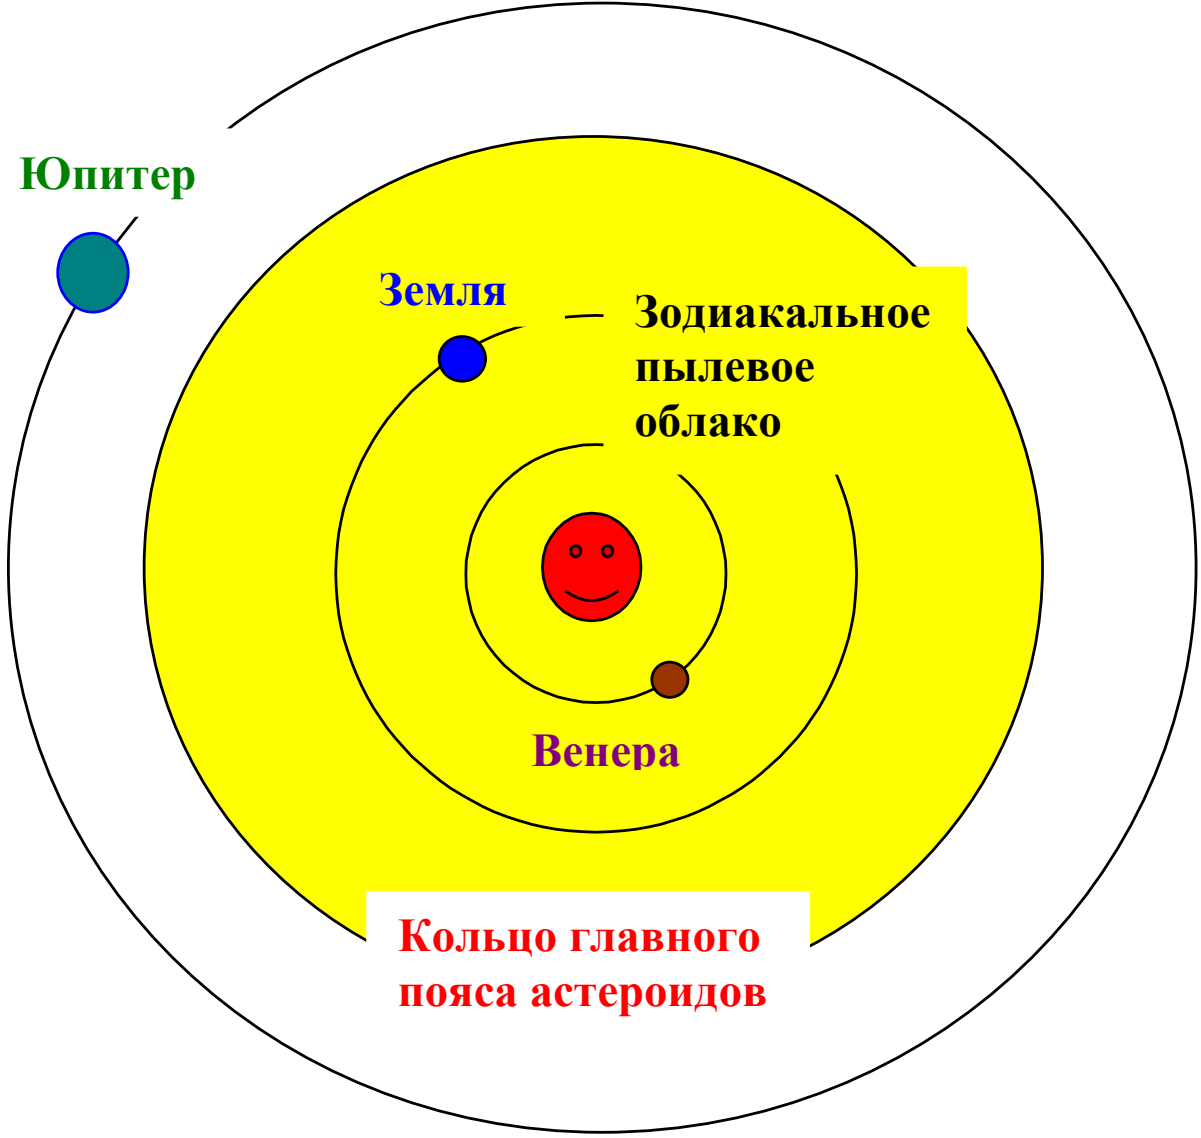 Юпитер
Земля
Зодиакальное
пылевое
облако
Венера
Кольцо главного
пояса астероидов